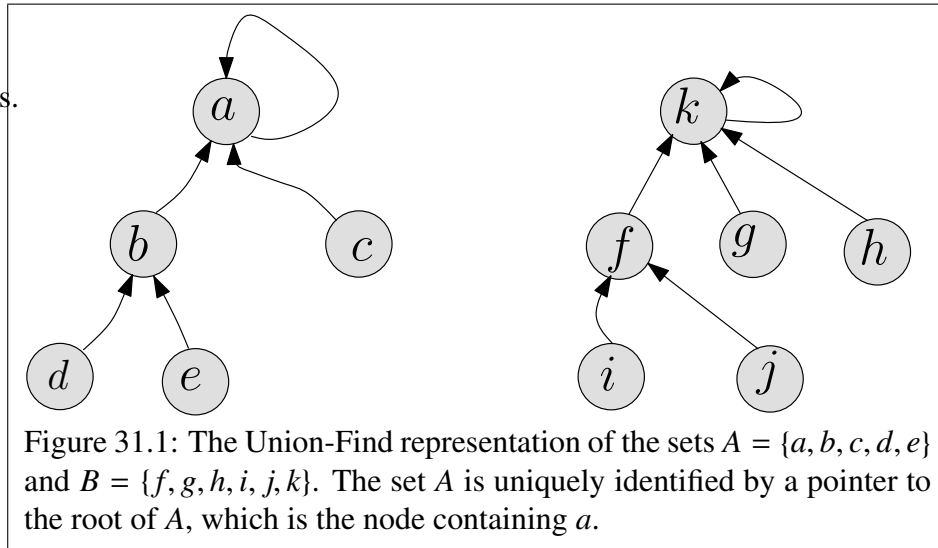 a
k
s.
b
c
f
g
h
d
e
i
j
Figure 31.1: The Union-Find representation of the sets A = {a, b, c, d, e}
and B = {f, g, h, i, j, k}. The set A is uniquely identified by a pointer to
the root of A, which is the node containing a.